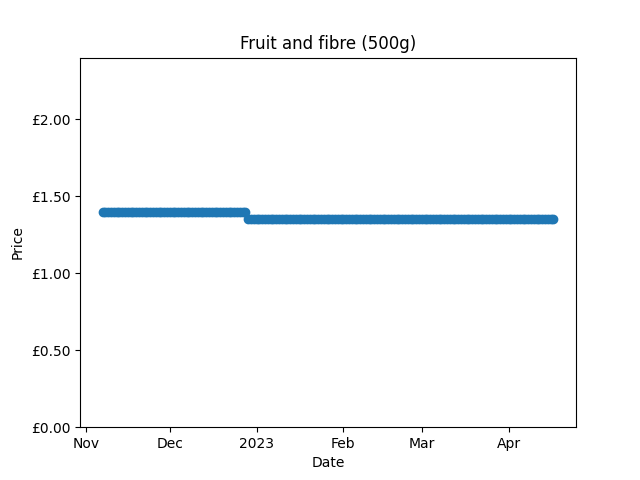 Fruit and fibre (500g)
£2.00
£1.50
£1.00
£0.50
£0.00
Price
Nov Dec 2023 Feb Mar Apr
Date